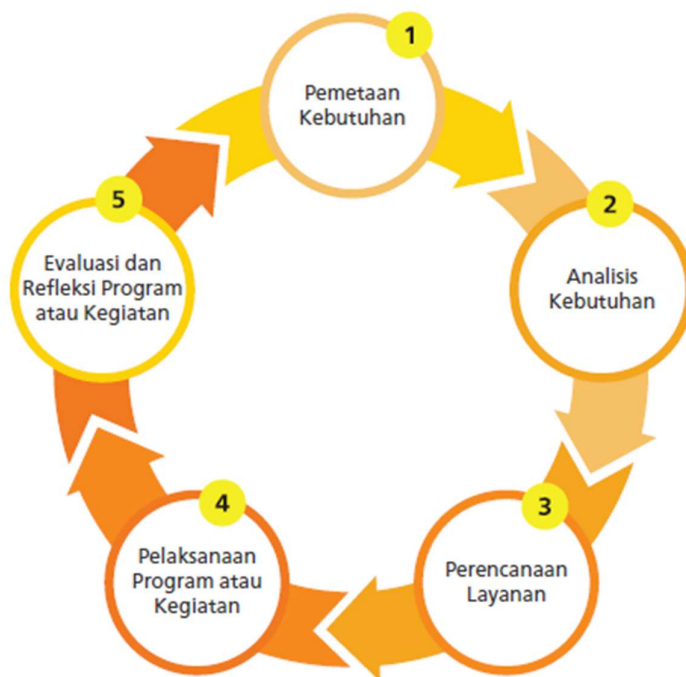 1
Pemetaan
Kebutuhan
2
Analisis
Kebutuhan
3
Perencanaan
Layanan
4
Pelaksanaan
Program atau
Kegiatan
5
Evaluasi dan
Refleksi Program
atau Kegiatan